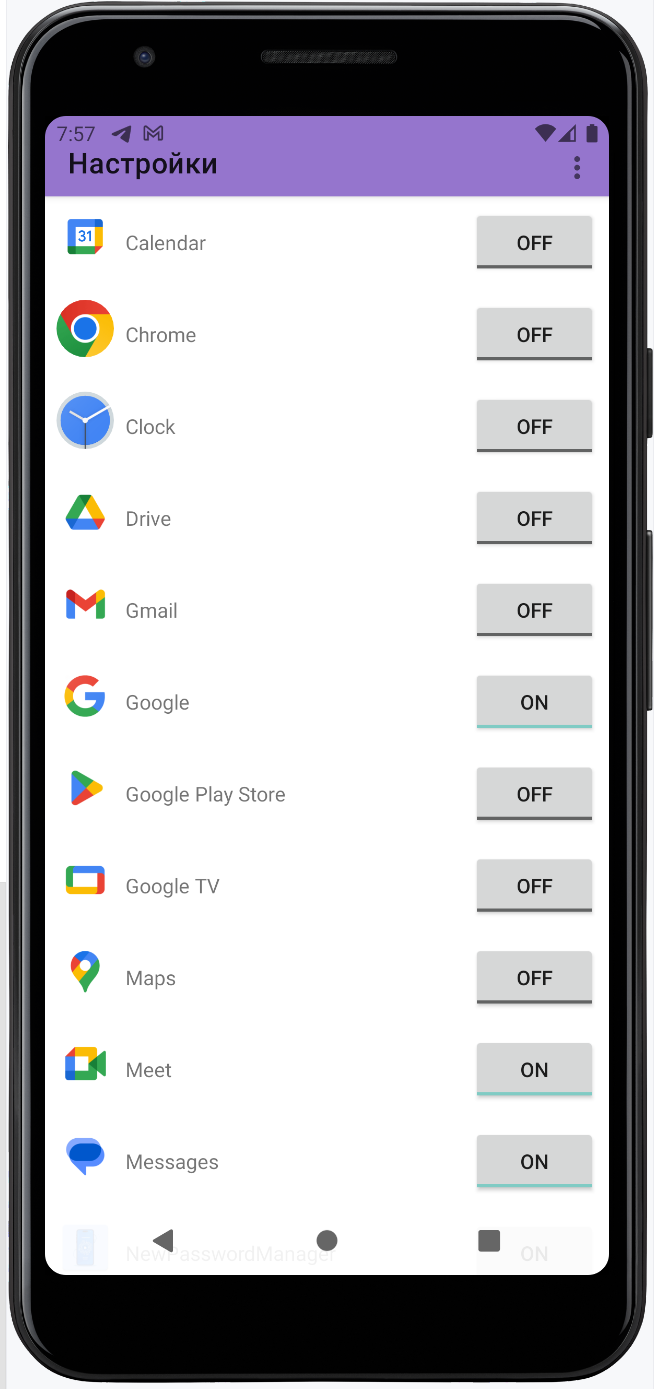 7:57
Настройки
31
Calendar OFF
Chrome OFF
Clock OFF
Drive OFF
Gmail OFF
Google ON
Google Play Store OFF
Google TV OFF
Maps OFF
Meet ON
Messages ON
NewPasswordManager ON